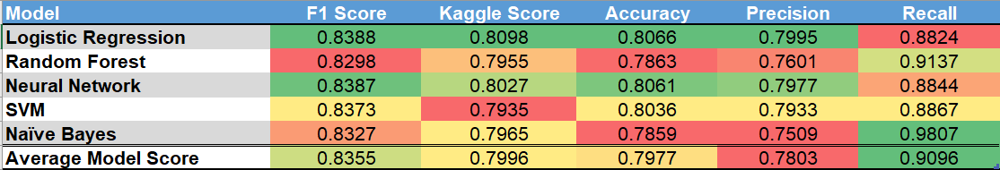 Model F1 Score Kaggle Score Accuracy Precision Recall
Logistic Regression 0.8388 0.8098 0.8066 0.7995 0.8824
Random Forest 0.8298 0.7955 0.7863 0.7601 0.9137
Neural Network 0.8387 0.8027 0.8061 0.7977 0.8844
SVM 0.8373 0.7935 0.8036 0.7933 0.8867
Naïve Bayes 0.8327 0.7965 0.7859 0.7509 0.9807
Average Model Score 0.8355 0.7996 0.7977 0.7803 0.9096